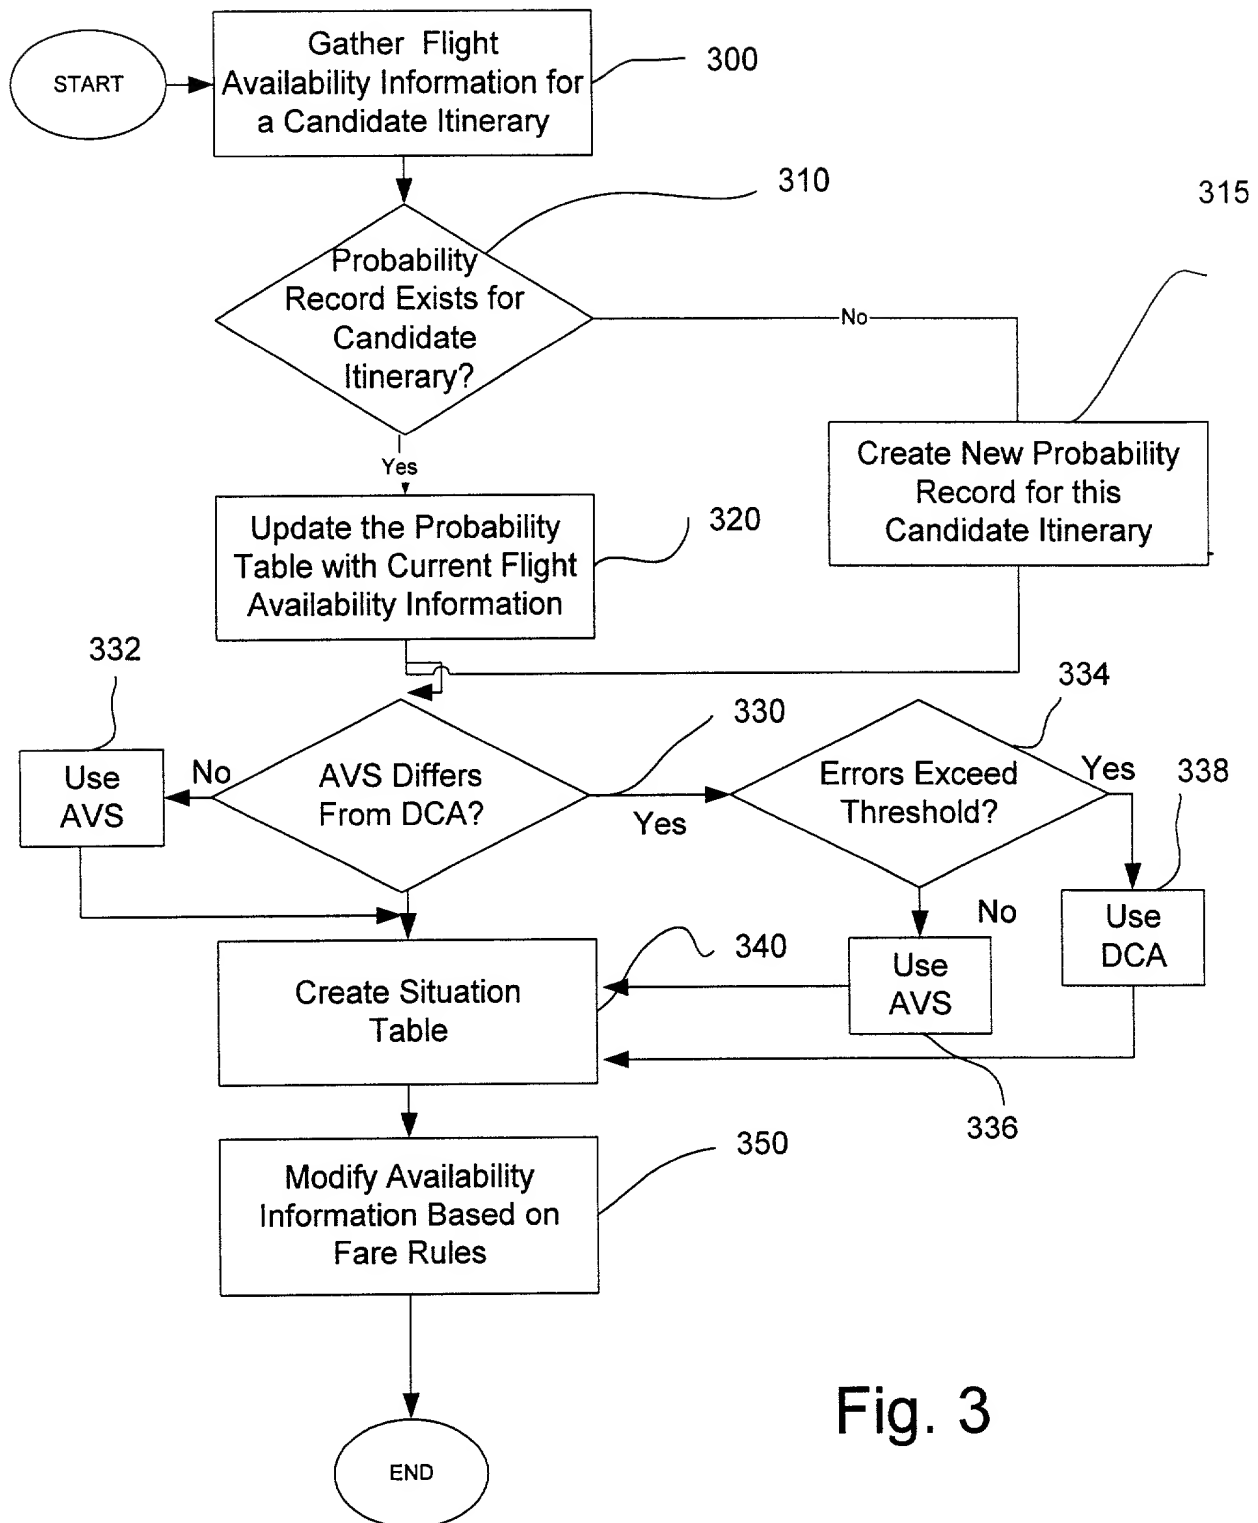 START
Gather Flight
Availability Information for
a Candidate Itinerary
300
310
315
Probability
Record Exists for
Candidate
Itinerary?
No
Yes
Create New Probability
Record for this
Candidate Itinerary
Update the Probability
Table with Current Flight
Availability Information
320
332
334
330
338
Use
AVS
No
AVS Differs
From DCA?
Yes
Errors Exceed
Threshold?
Yes
No
Use
DCA
Use
AVS
340
Create Situation
Table
336
350
Modify Availability
Information Based on
Fare Rules
END
Fig. 3